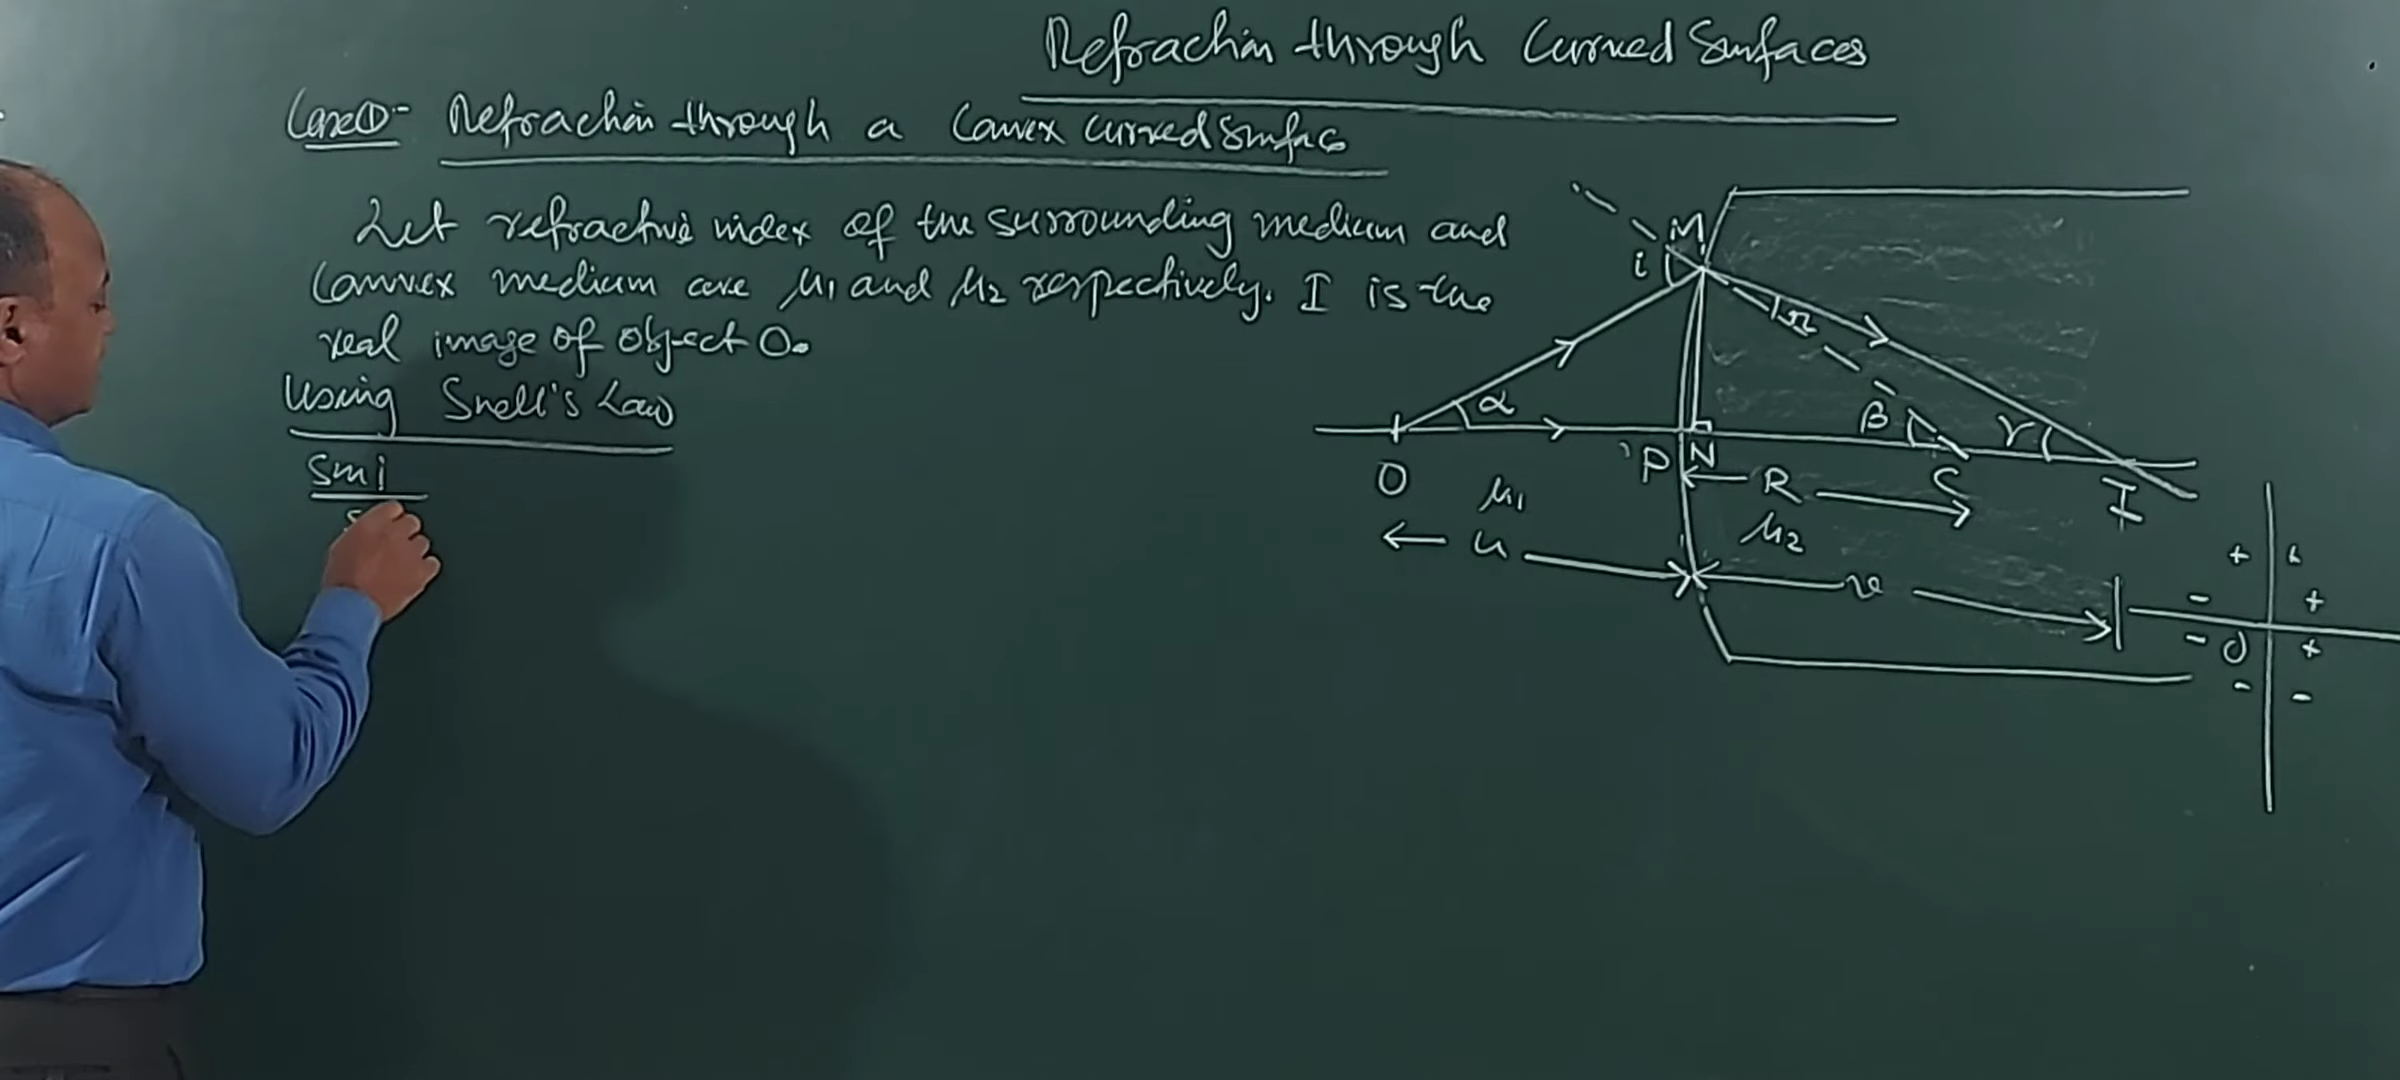 Refraction through Curved Surfaces
Case① :- Refraction through a Convex Curved Surface
Let refractive index of the surrounding medium and
Convex medium are μ₁ and μ₂ respectively. I is the
real image of object O.
Using Snell's Law
sin i
s
M
i
r
α
β
γ
O
P
N
C
I
R
μ₁
μ₂
u
v
+
- +
- O +
- -